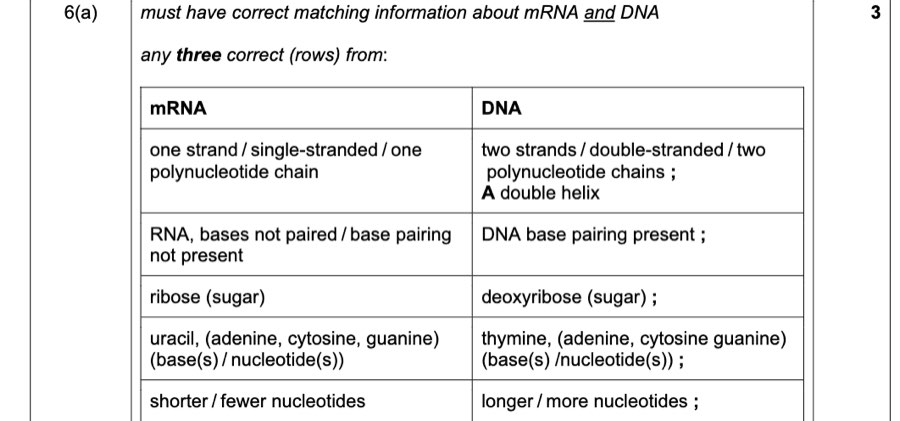 6(a) must have correct matching information about mRNA and DNA 3
any three correct (rows) from:
mRNA DNA
one strand / single-stranded / one two strands / double-stranded / two
polynucleotide chain polynucleotide chains ;
A double helix
RNA, bases not paired / base pairing DNA base pairing present ;
not present
ribose (sugar) deoxyribose (sugar) ;
uracil, (adenine, cytosine, guanine) thymine, (adenine, cytosine guanine)
(base(s) / nucleotide(s)) (base(s) /nucleotide(s)) ;
shorter / fewer nucleotides longer / more nucleotides ;